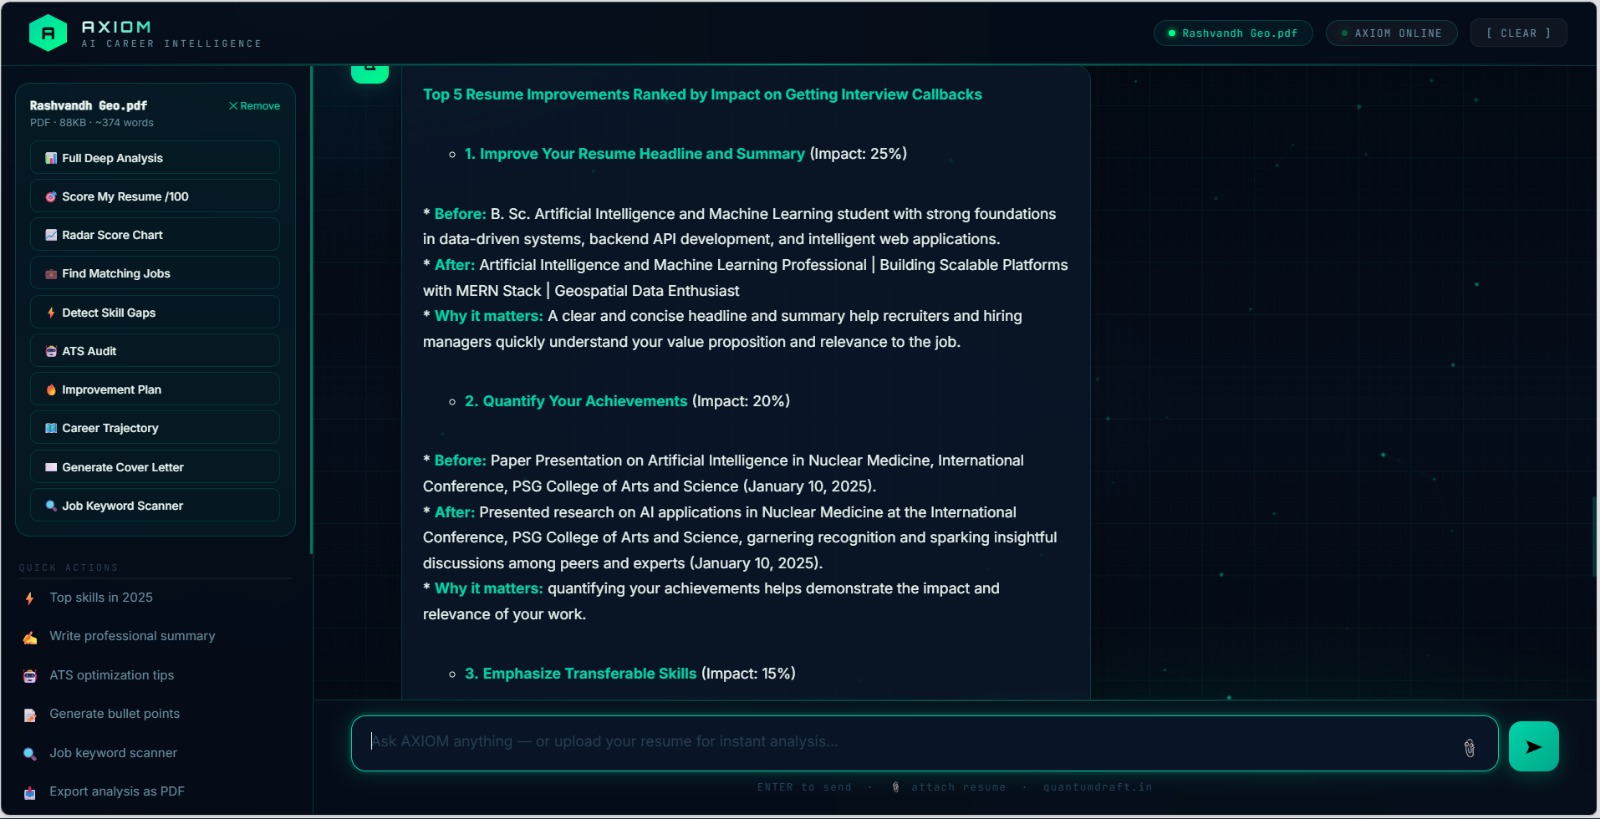 A AXIOM
AI CAREER INTELLIGENCE
Rashvandh Geo.pdf
AXIOM ONLINE
[ CLEAR ]
Rashvandh Geo.pdf
× Remove
PDF · 88KB · ~374 words
Full Deep Analysis
Score My Resume /100
Radar Score Chart
Find Matching Jobs
Detect Skill Gaps
ATS Audit
Improvement Plan
Career Trajectory
Generate Cover Letter
Job Keyword Scanner
QUICK ACTIONS
Top skills in 2025
Write professional summary
ATS optimization tips
Generate bullet points
Job keyword scanner
Export analysis as PDF
Top 5 Resume Improvements Ranked by Impact on Getting Interview Callbacks
1. Improve Your Resume Headline and Summary (Impact: 25%)
* Before: B. Sc. Artificial Intelligence and Machine Learning student with strong foundations
in data-driven systems, backend API development, and intelligent web applications.
* After: Artificial Intelligence and Machine Learning Professional | Building Scalable Platforms
with MERN Stack | Geospatial Data Enthusiast
* Why it matters: A clear and concise headline and summary help recruiters and hiring
managers quickly understand your value proposition and relevance to the job.
2. Quantify Your Achievements (Impact: 20%)
* Before: Paper Presentation on Artificial Intelligence in Nuclear Medicine, International
Conference, PSG College of Arts and Science (January 10, 2025).
* After: Presented research on AI applications in Nuclear Medicine at the International
Conference, PSG College of Arts and Science, garnering recognition and sparking insightful
discussions among peers and experts (January 10, 2025).
* Why it matters: quantifying your achievements helps demonstrate the impact and
relevance of your work.
3. Emphasize Transferable Skills (Impact: 15%)
Ask AXIOM anything — or upload your resume for instant analysis...
ENTER to send · attach resume · quantumdraft.in